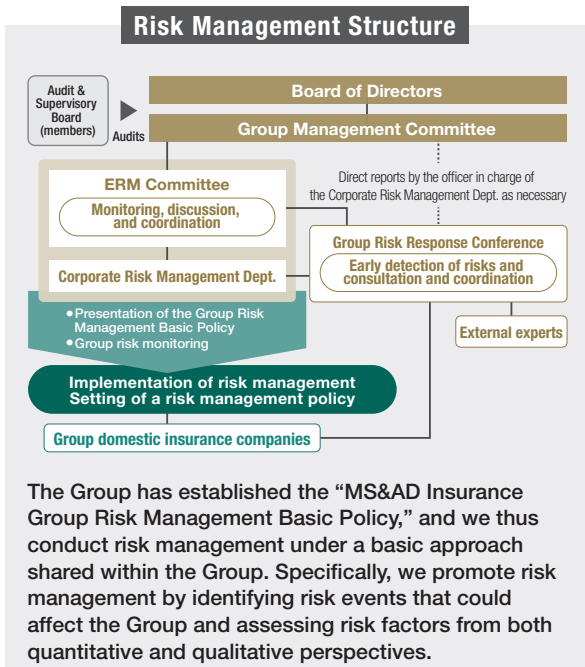 Risk Management Structure
Audit &
Supervisory
Board
(members)
Audits
Board of Directors
Group Management Committee
Direct reports by the officer in charge of
the Corporate Risk Management Dept. as necessary
ERM Committee
Monitoring, discussion,
and coordination
Corporate Risk Management Dept.
Group Risk Response Conference
Early detection of risks and
consultation and coordination
External experts
●Presentation of the Group Risk
Management Basic Policy
●Group risk monitoring
Implementation of risk management
Setting of a risk management policy
Group domestic insurance companies
The Group has established the “MS&AD Insurance
Group Risk Management Basic Policy,” and we thus
conduct risk management under a basic approach
shared within the Group. Specifically, we promote risk
management by identifying risk events that could
affect the Group and assessing risk factors from both
quantitative and qualitative perspectives.